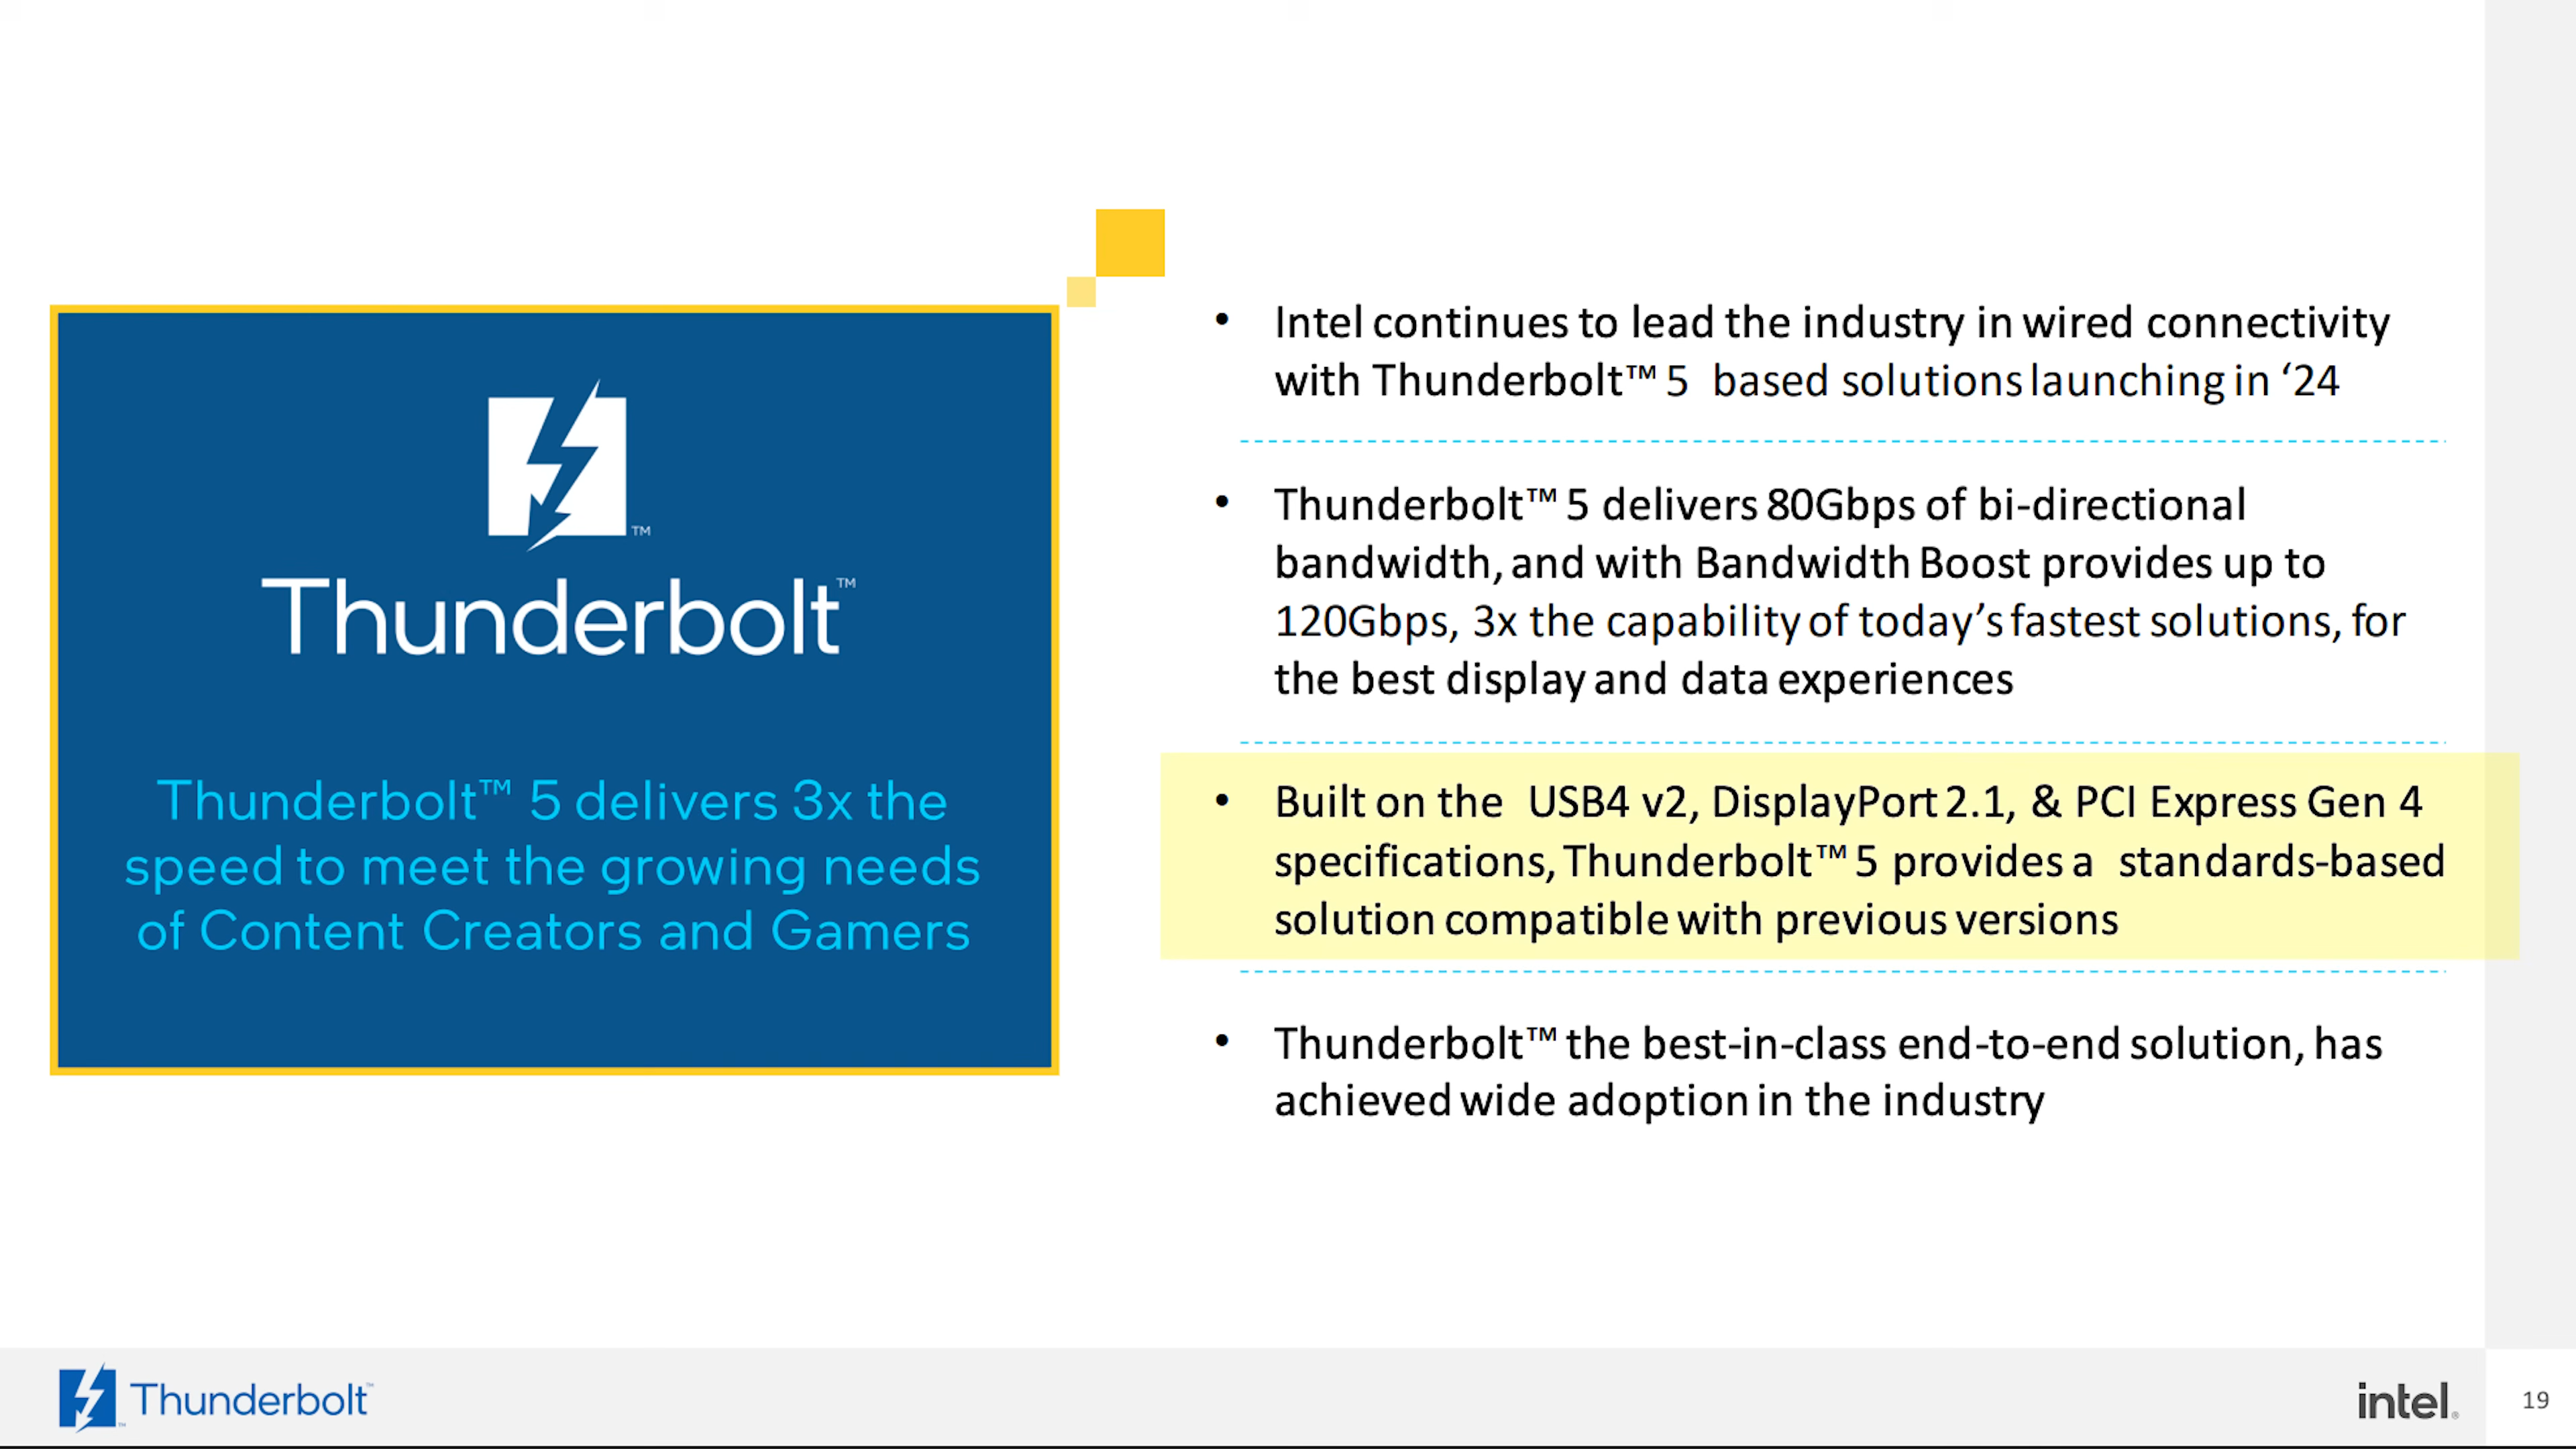 Thunderbolt™
Thunderbolt™ 5 delivers 3x the
speed to meet the growing needs
of Content Creators and Gamers
• Intel continues to lead the industry in wired connectivity
with Thunderbolt™ 5 based solutions launching in ‘24
• Thunderbolt™ 5 delivers 80Gbps of bi-directional
bandwidth, and with Bandwidth Boost provides up to
120Gbps, 3x the capability of today’s fastest solutions, for
the best display and data experiences
• Built on the USB4 v2, DisplayPort 2.1, & PCI Express Gen 4
specifications, Thunderbolt™ 5 provides a standards-based
solution compatible with previous versions
• Thunderbolt™ the best-in-class end-to-end solution, has
achieved wide adoption in the industry
Thunderbolt™
intel®
19